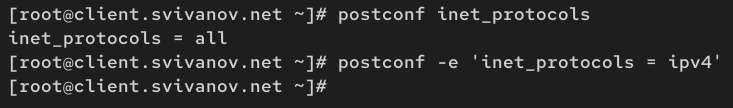 [root@client.svivanov.net ~]# postconf inet_protocols
inet_protocols = all
[root@client.svivanov.net ~]# postconf -e 'inet_protocols = ipv4'
[root@client.svivanov.net ~]#